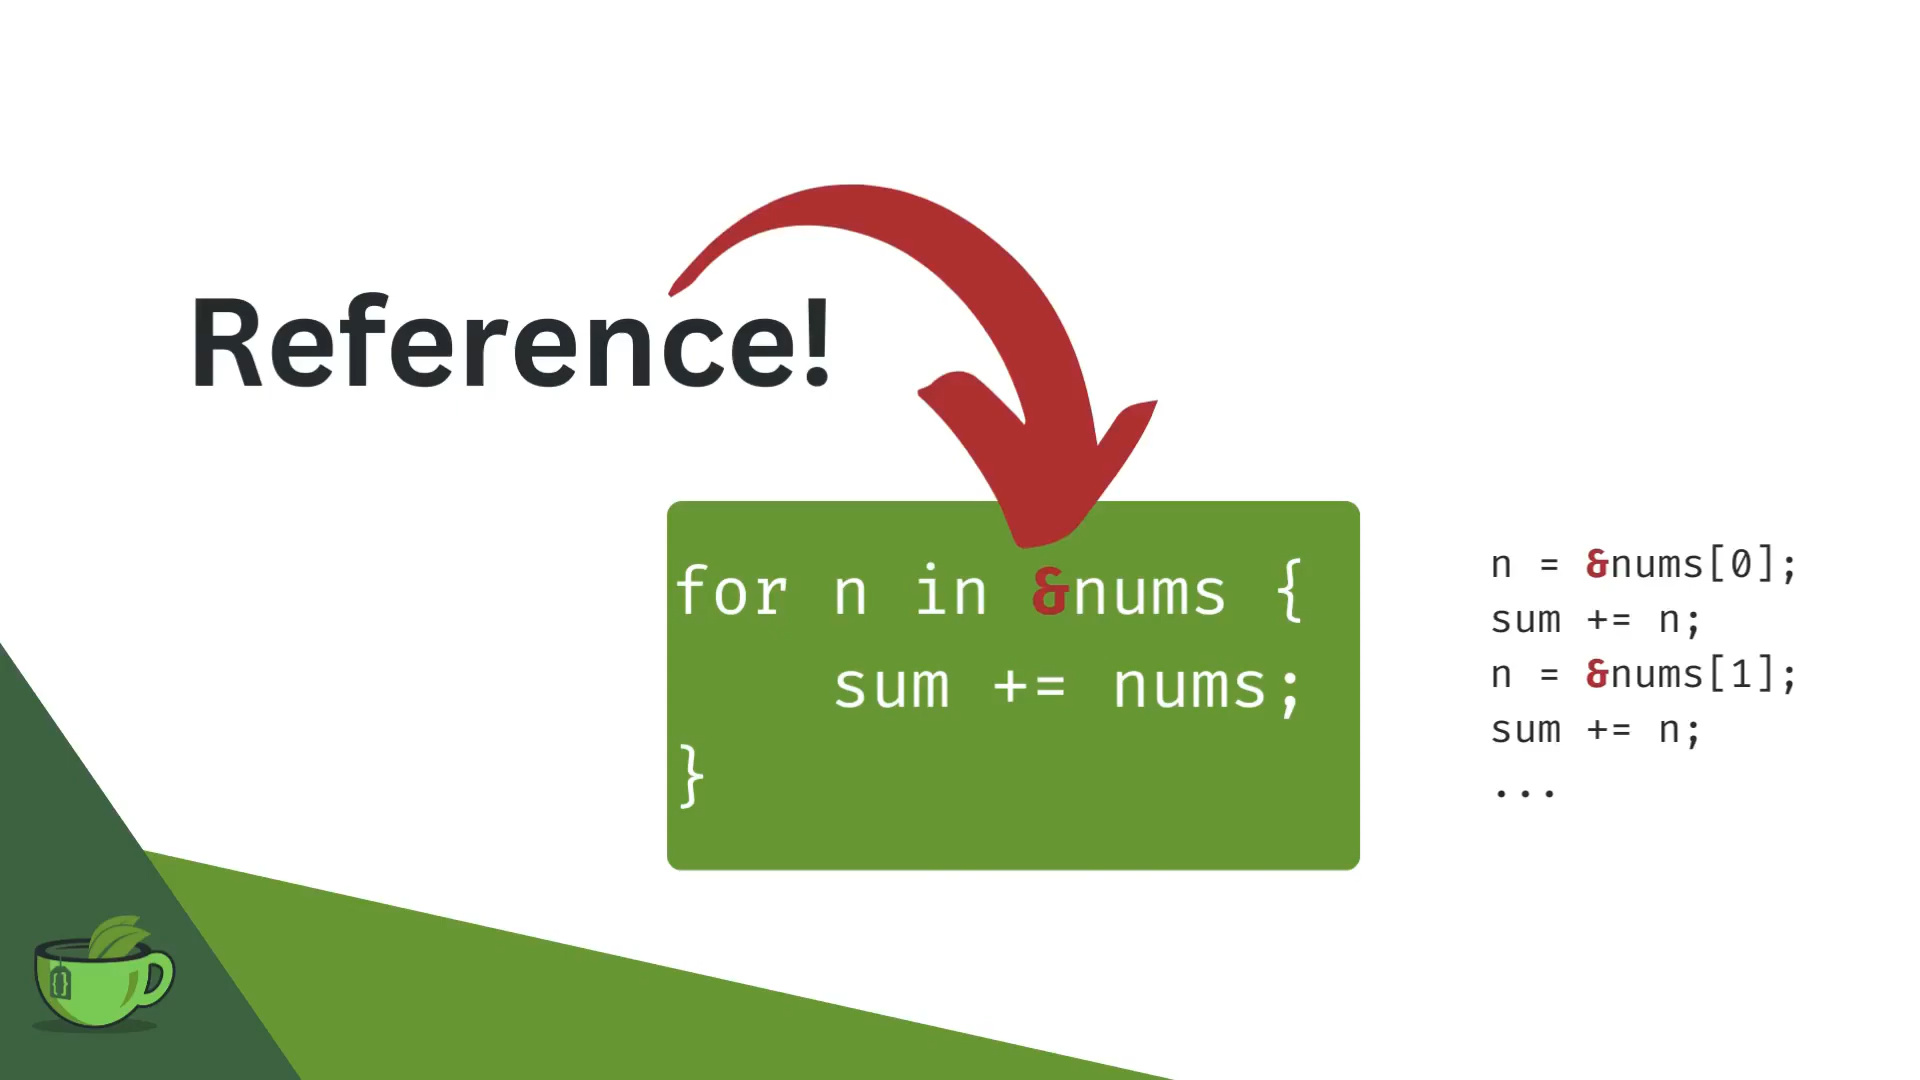 Reference!
for n in &nums {
    sum += nums;
}
n = &nums[0];
sum += n;
n = &nums[1];
sum += n;
...
{}